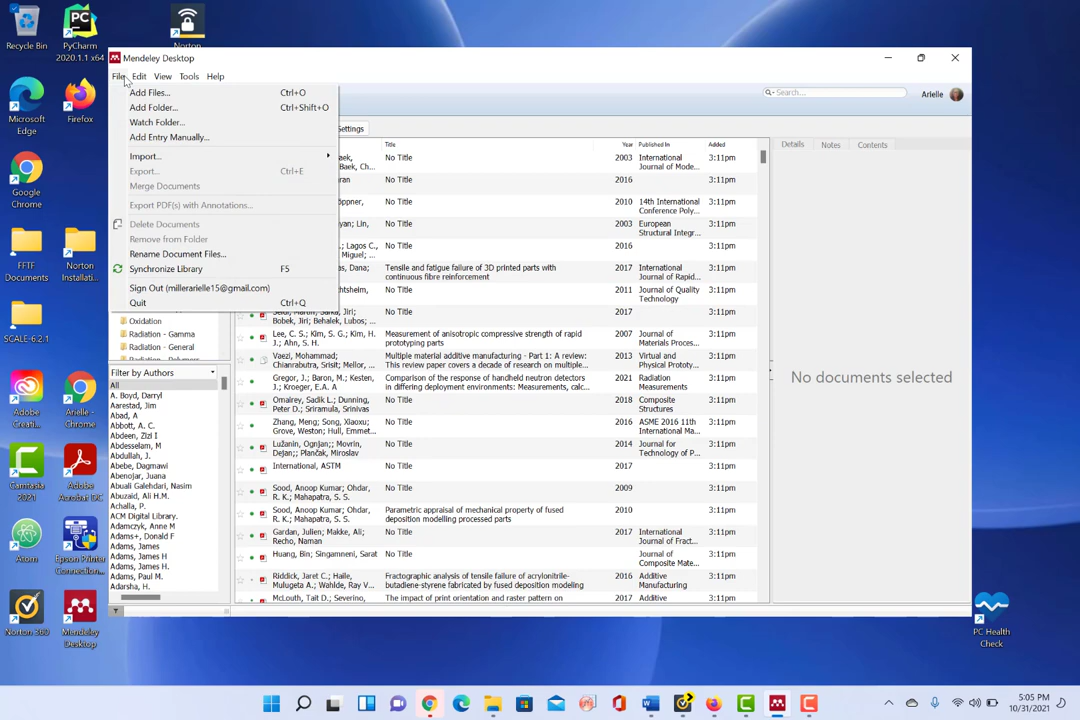 Recycle Bin
PyCharm
2020.1.1 x64
Norton
Microsoft
Edge
Firefox
Google
Chrome
FFTF
Documents
Norton
Installati...
SCALE-6.2.1
Adobe
Creati...
Arielle -
Chrome
Camtasia
2021
Adobe
Acrobat DC
Atom
Epson Printer
Connection...
Norton 360
Mendeley
Desktop
PC Health
Check
Mendeley Desktop
File Edit View Tools Help
Add Files... Ctrl+O
Add Folder... Ctrl+Shift+O
Watch Folder...
Add Entry Manually...
Import...
Export... Ctrl+E
Merge Documents
Export PDF(s) with Annotations...
Delete Documents
Remove from Folder
Rename Document Files...
Synchronize Library F5
Sign Out (millerarielle15@gmail.com)
Quit Ctrl+Q
Search...
Arielle
Settings
Oxidation
Radiation - Gamma
Radiation - General
Radiation - Polymers
Filter by Authors
All
A. Boyd, Darryl
Aarestad, Jim
Abad, A
Abbott, A. C.
Abdeen, Zizi I
Abdesselam, M
Abdullah, J.
Abebe, Dagmawi
Abenojar, Juana
Abuali Galehdari, Nasim
Abuzaid, Ali H.M.
Achalla, P.
ACM Digital Library.
Adamczyk, Anne M
Adams+, Donald F
Adams, James
Adams, James H
Adams, James H.
Adams, Paul M.
Adarsha, H.
Title Year Published In Added
No Title 2003 International
Journal of Mode...
3:11pm
No Title 2016 3:11pm
No Title 2010 14th International
Conference Poly...
3:11pm
No Title 2003 European
Structural Integr...
3:11pm
No Title 2016 3:11pm
Tensile and fatigue failure of 3D printed parts with
continuous fibre reinforcement
2018 International
Journal of Rapid...
3:11pm
No Title 2011 Journal of Quality
Technology
3:11pm
Bobek, Jiri; Behalek, Lubos; ...
Lee, C. S.; Kim, S. G.; Kim,
H. J.; Ahn, S. H.
Measurement of anisotropic compressive strength of rapid
prototyping parts
2007 Journal of
Materials Proces...
3:11pm
Vaezi, Mohammad;
Chianrabutra, Srisit; Mellor, ...
Multiple material additive manufacturing - Part 1: A review:
This review paper covers a decade of research on multiple...
2013 Virtual and
Physical Prototy...
3:11pm
Gregor, J.; Baron, M.; Kesten,
J.; Kroeger, E.A.
Comparison of the response of handheld neutron detectors
in differing deployment environments: Measurements, calc...
2021 Radiation
Measurements
3:11pm
Omairey, Sadik L.; Dunning,
Peter D.; Sriramula, Srinivas
No Title
2018 Composite
Structures
3:11pm
Zhang, Meng; Song, Xiaohu;
Grove, Weston; Hull, Emmet...
No Title
2016 ASME 2016 11th
International Ma...
3:11pm
Lužanin, Ognjan;; Movrin,
Dejan;; Plančak, Miroslav
No Title
2014 Journal for
Technology of P...
3:11pm
International, ASTM No Title 2017 3:11pm
Sood, Anoop Kumar; Ohdar,
R. K.; Mahapatra, S. S.
No Title
2009 3:11pm
Sood, Anoop Kumar; Ohdar,
R. K.; Mahapatra, S. S.
Parametric appraisal of mechanical property of fused
deposition modelling processed parts
2010 3:11pm
Gardan, Julien; Makke, Ali;
Recho, Naman
No Title
2017 International
Journal of Fract...
3:11pm
Huang, Bin; Singamneni, Sarat No Title Journal of
Composite Mate...
3:11pm
Riddick, Jaret C.; Haile,
Mulugeta A.; Wahlde, Ray V...
Fractographic analysis of tensile failure of acrylonitrile-
butadiene-styrene fabricated by fused deposition modeling
2016 Additive
Manufacturing
3:11pm
McLouth, Tait D.; Severino,
The impact of print orientation and raster pattern on
2017 Additive 3:11pm
Details Notes Contents
No documents selected
5:05 PM
10/31/2021